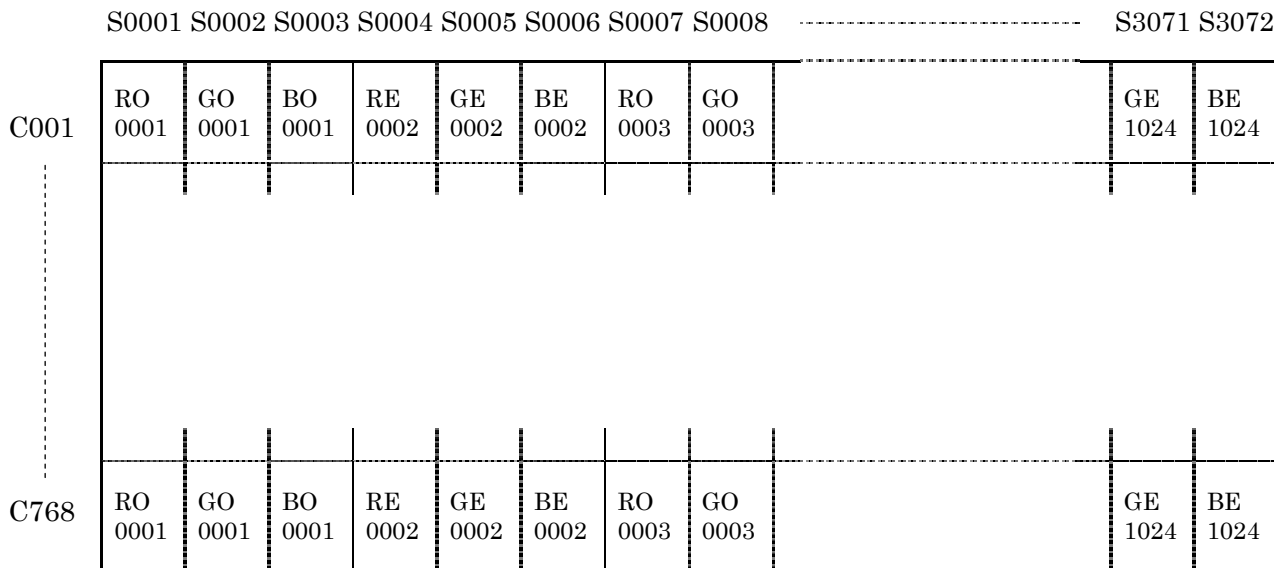 S0001 S0002 S0003 S0004 S0005 S0006 S0007 S0008 S3071 S3072
C001
RO GO BO RE GE BE RO GO GE BE
0001 0001 0001 0002 0002 0002 0003 0003 1024 1024
C768
RO GO BO RE GE BE RO GO GE BE
0001 0001 0001 0002 0002 0002 0003 0003 1024 1024